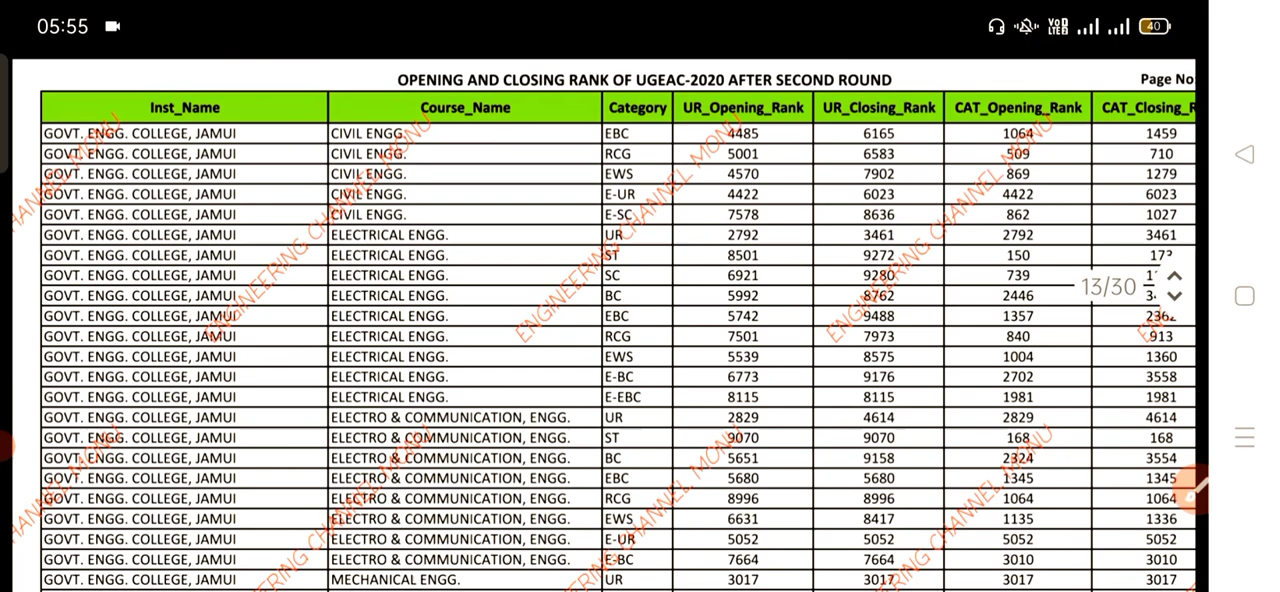 05:55 VoD LTE2 40
OPENING AND CLOSING RANK OF UGEAC-2020 AFTER SECOND ROUND Page No
Inst_Name Course_Name Category UR_Opening_Rank UR_Closing_Rank CAT_Opening_Rank CAT_Closing_R
GOVT. ENGG. COLLEGE, JAMUI CIVIL ENGG. EBC 4485 6165 1064 1459
GOVT. ENGG. COLLEGE, JAMUI CIVIL ENGG. RCG 5001 6583 509 710
GOVT. ENGG. COLLEGE, JAMUI CIVIL ENGG. EWS 4570 7902 869 1279
GOVT. ENGG. COLLEGE, JAMUI CIVIL ENGG. E-UR 4422 6023 4422 6023
GOVT. ENGG. COLLEGE, JAMUI CIVIL ENGG. E-SC 7578 8636 862 1027
GOVT. ENGG. COLLEGE, JAMUI ELECTRICAL ENGG. UR 2792 3461 2792 3461
GOVT. ENGG. COLLEGE, JAMUI ELECTRICAL ENGG. ST 8501 9272 150
GOVT. ENGG. COLLEGE, JAMUI ELECTRICAL ENGG. SC 6921 9280 739
13/30
GOVT. ENGG. COLLEGE, JAMUI ELECTRICAL ENGG. BC 5992 8762 2446
GOVT. ENGG. COLLEGE, JAMUI ELECTRICAL ENGG. EBC 5742 9488 1357 2362
GOVT. ENGG. COLLEGE, JAMUI ELECTRICAL ENGG. RCG 7501 7973 840 913
GOVT. ENGG. COLLEGE, JAMUI ELECTRICAL ENGG. EWS 5539 8575 1004 1360
GOVT. ENGG. COLLEGE, JAMUI ELECTRICAL ENGG. E-BC 6773 9176 2702 3558
GOVT. ENGG. COLLEGE, JAMUI ELECTRICAL ENGG. E-EBC 8115 8115 1981 1981
GOVT. ENGG. COLLEGE, JAMUI ELECTRO & COMMUNICATION, ENGG. UR 2829 4614 2829 4614
GOVT. ENGG. COLLEGE, JAMUI ELECTRO & COMMUNICATION, ENGG. ST 9070 9070 168 168
GOVT. ENGG. COLLEGE, JAMUI ELECTRO & COMMUNICATION, ENGG. BC 5651 9158 2324 3554
GOVT. ENGG. COLLEGE, JAMUI ELECTRO & COMMUNICATION, ENGG. EBC 5680 5680 1345 1345
GOVT. ENGG. COLLEGE, JAMUI ELECTRO & COMMUNICATION, ENGG. RCG 8996 8996 1064 1064
GOVT. ENGG. COLLEGE, JAMUI ELECTRO & COMMUNICATION, ENGG. EWS 6631 8417 1135 1336
GOVT. ENGG. COLLEGE, JAMUI ELECTRO & COMMUNICATION, ENGG. E-UR 5052 5052 5052 5052
GOVT. ENGG. COLLEGE, JAMUI ELECTRO & COMMUNICATION, ENGG. E-BC 7664 7664 3010 3010
GOVT. ENGG. COLLEGE, JAMUI MECHANICAL ENGG. UR 3017 3017 3017 3017
ENGINEERING CHANNEL MONU
ENGINEERING CHANNEL MONU
ENGINEERING CHANNEL MONU